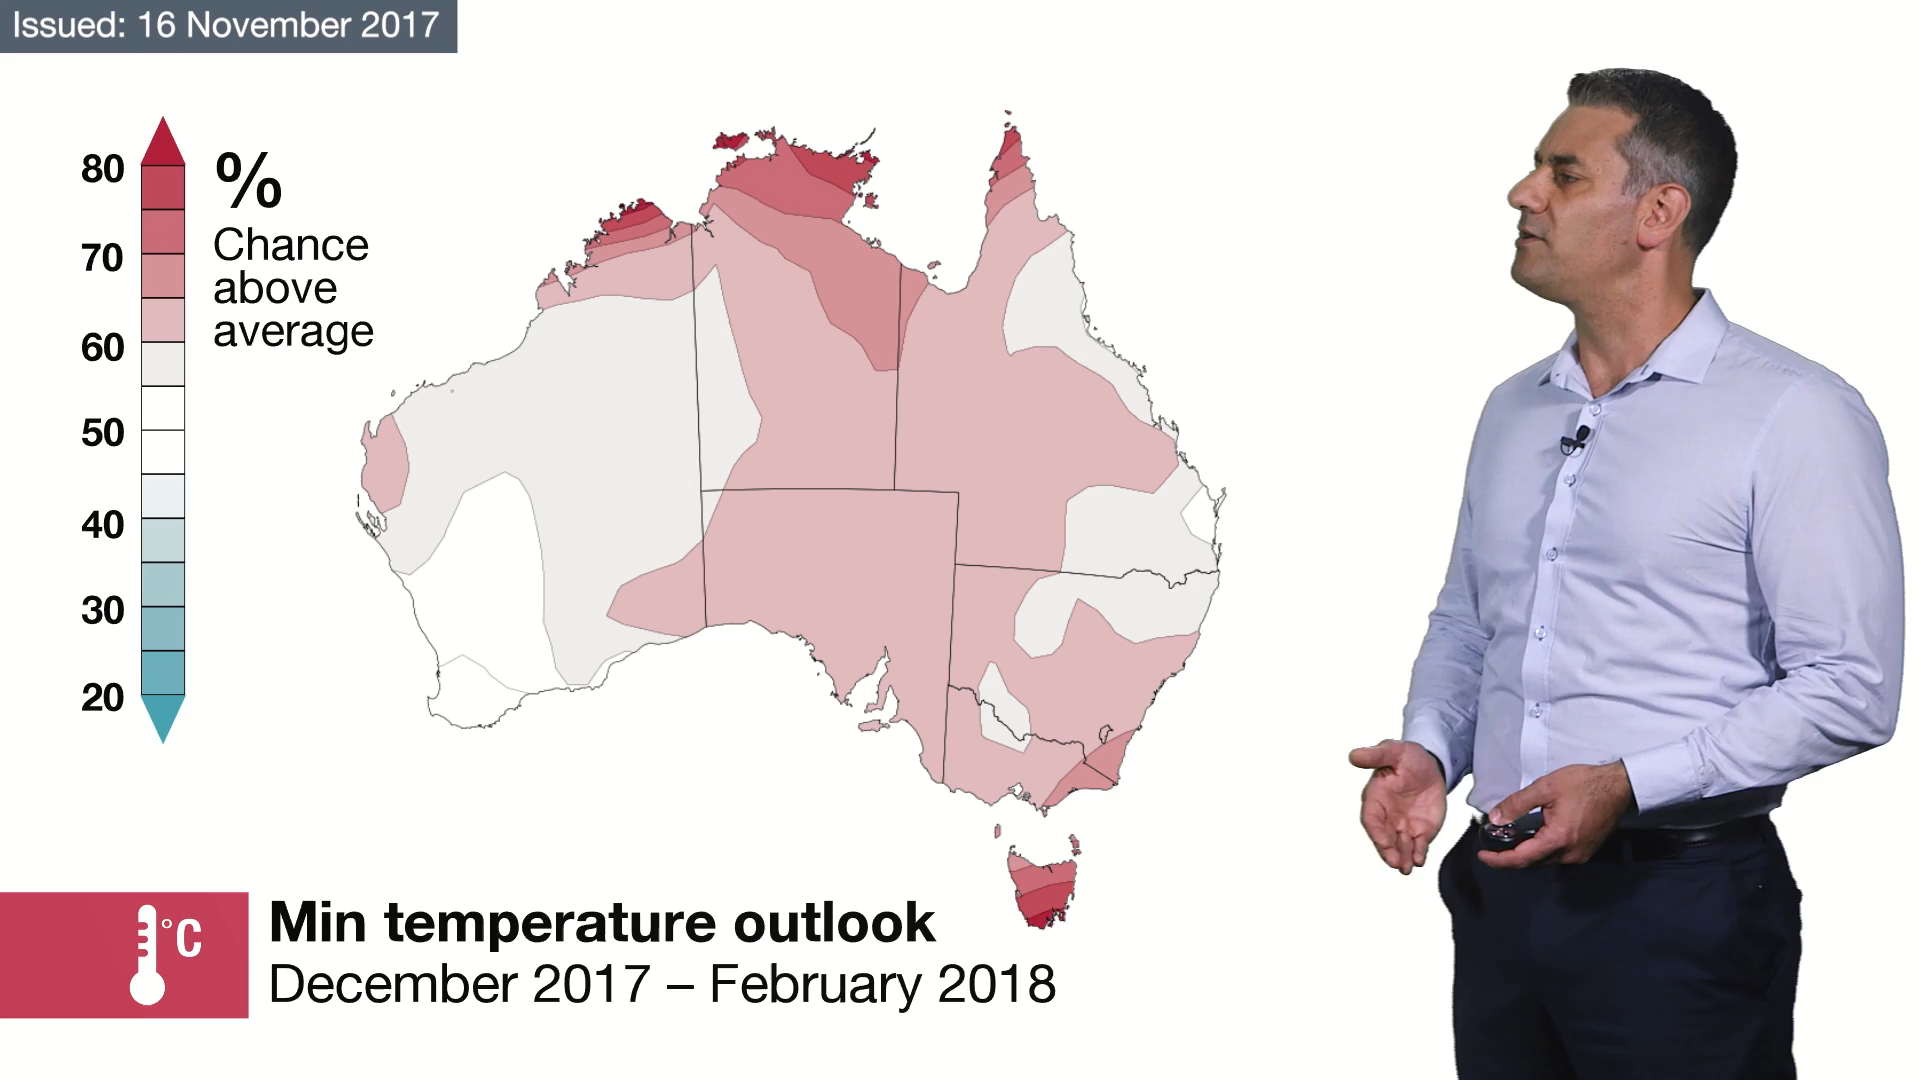 Issued: 16 November 2017
80
70
60
50
40
30
20
%
Chance
above
average
°C
Min temperature outlook
December 2017 – February 2018